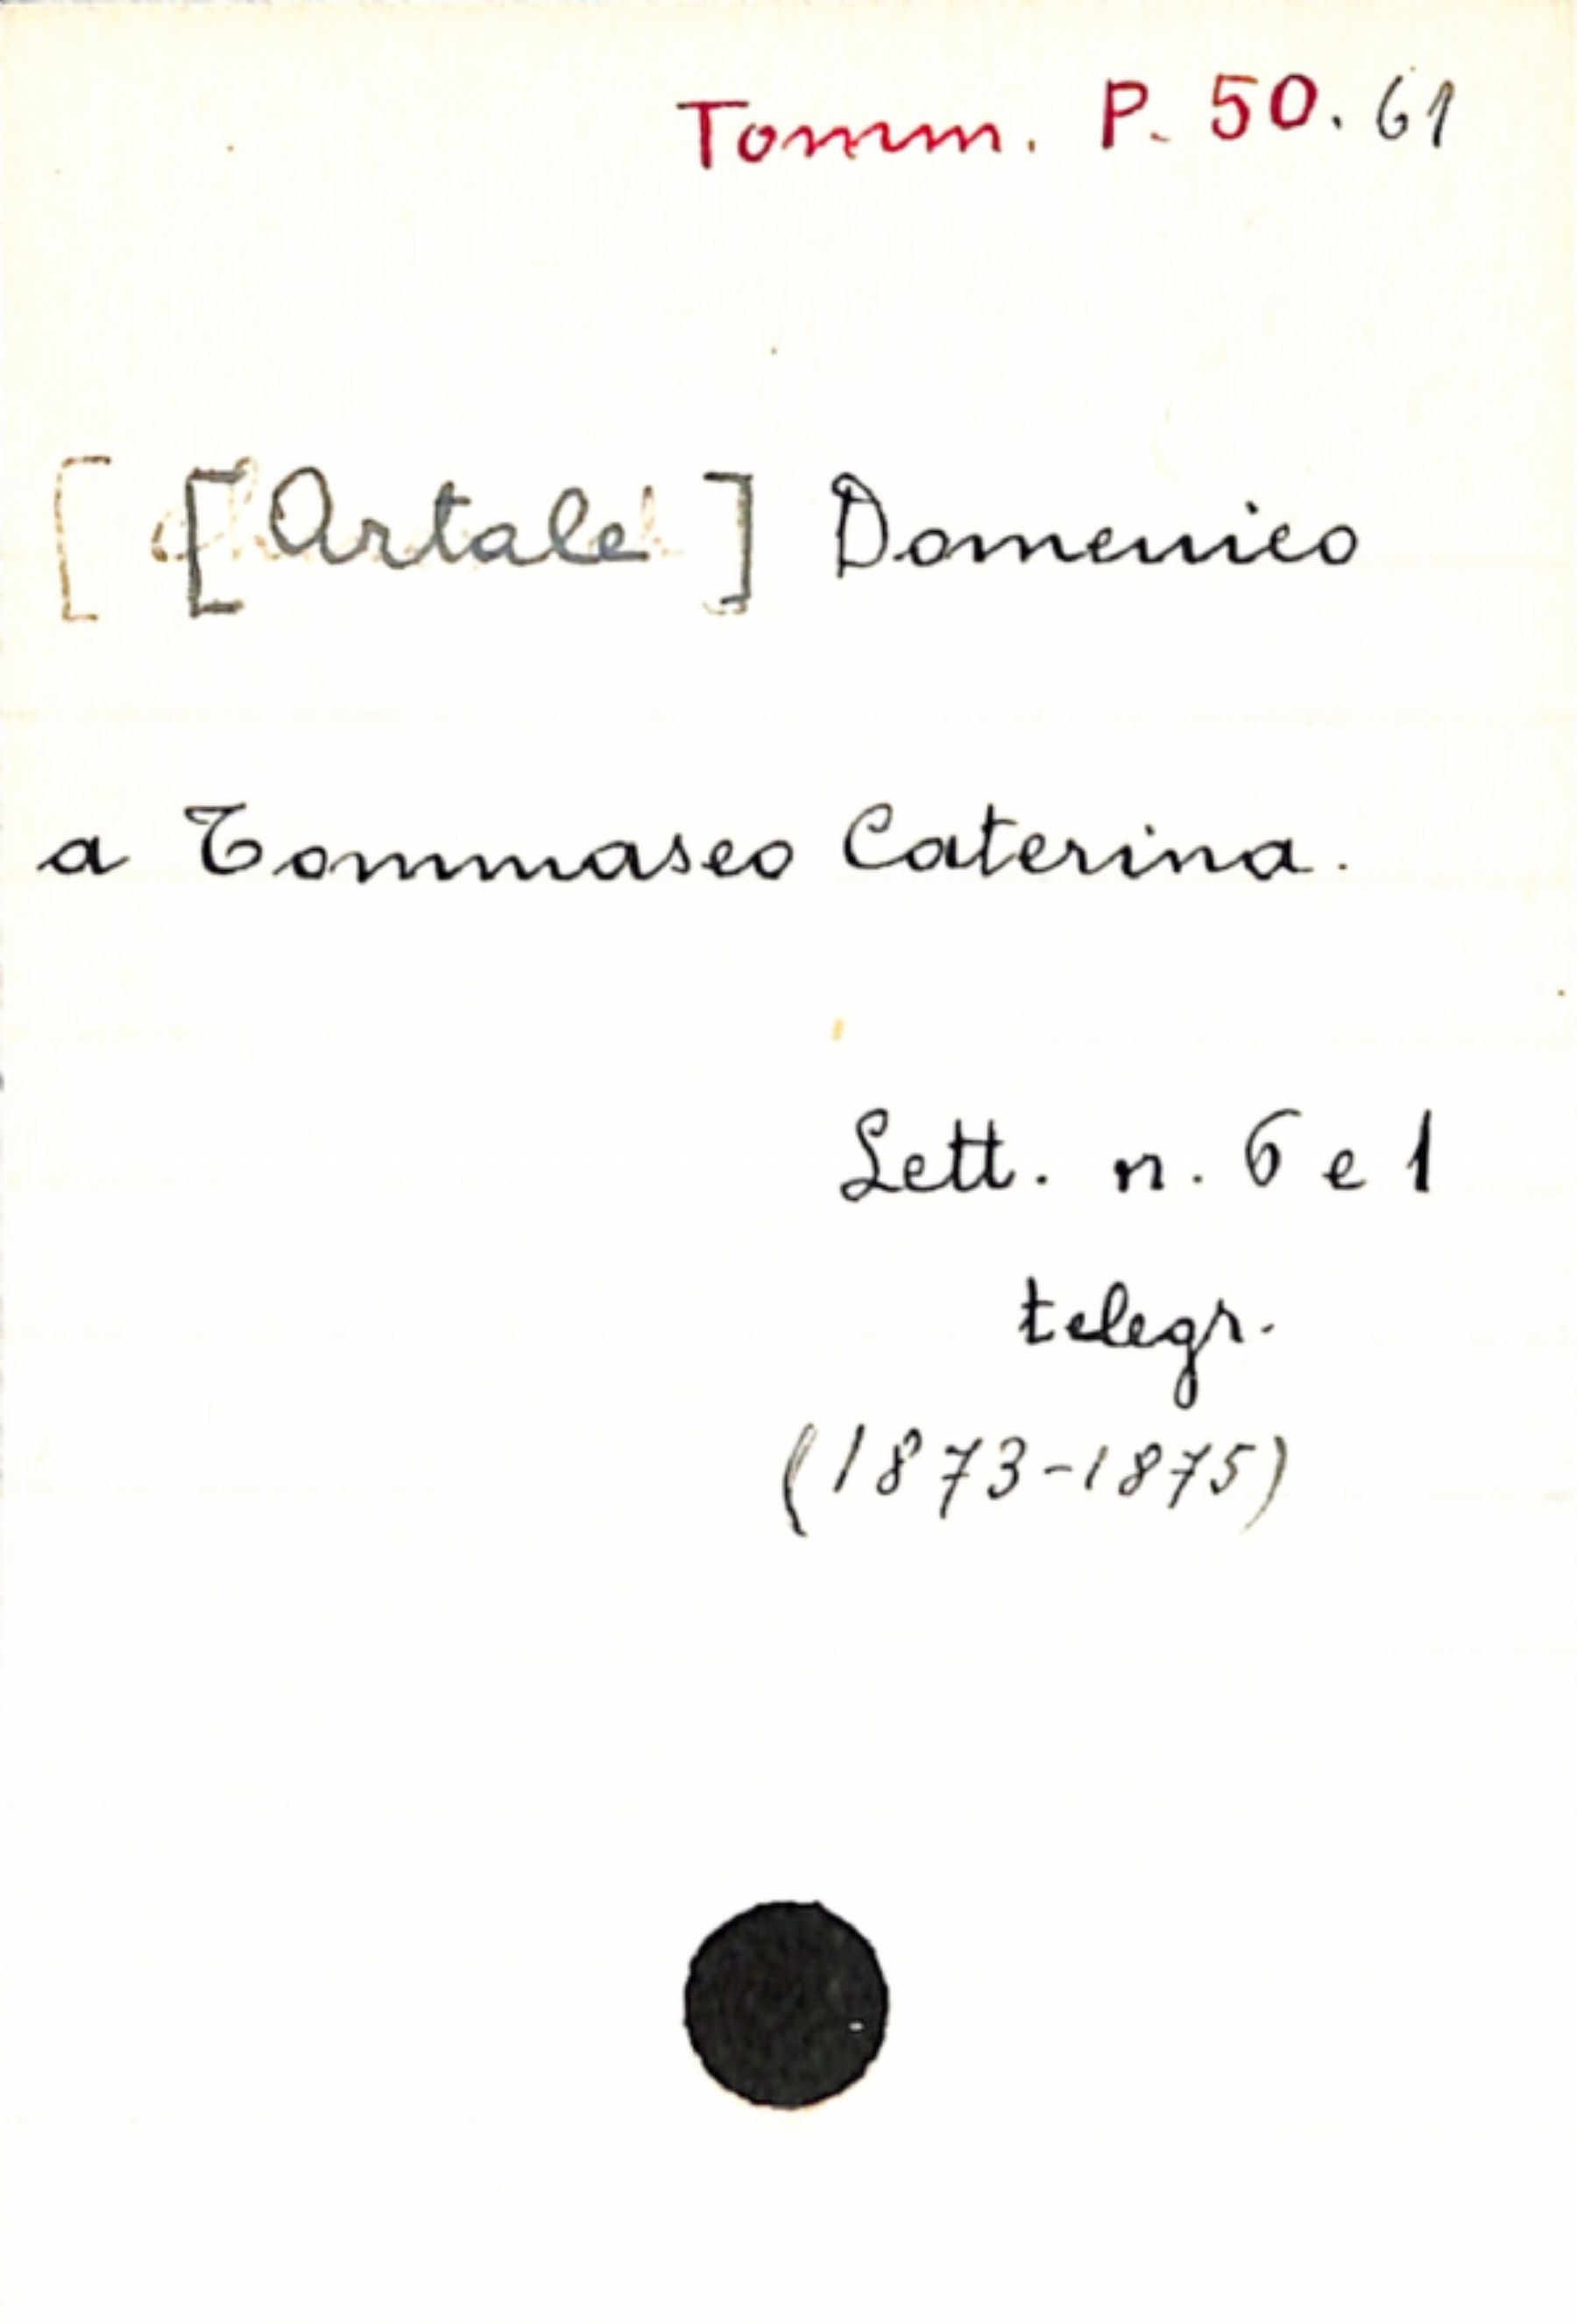 Tomm. P. 50. 61
[Artale] Domenico
a Tommaseo Caterina.
Lett. n. 6 e 1
telegr.
(1873-1875)